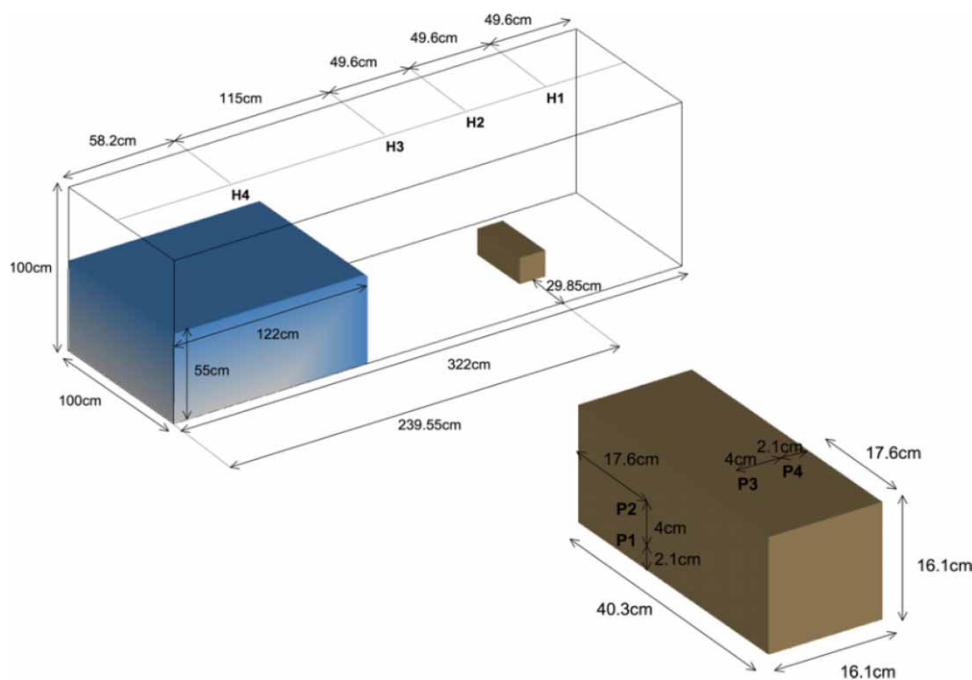 49.6cm
49.6cm
49.6cm
115cm
58.2cm
H1
H2
H3
H4
100cm
29.85cm
122cm
55cm
322cm
100cm
239.55cm
2.1cm
17.6cm
4cm
17.6cm
P4
P3
P2
4cm
P1
2.1cm
16.1cm
40.3cm
16.1cm